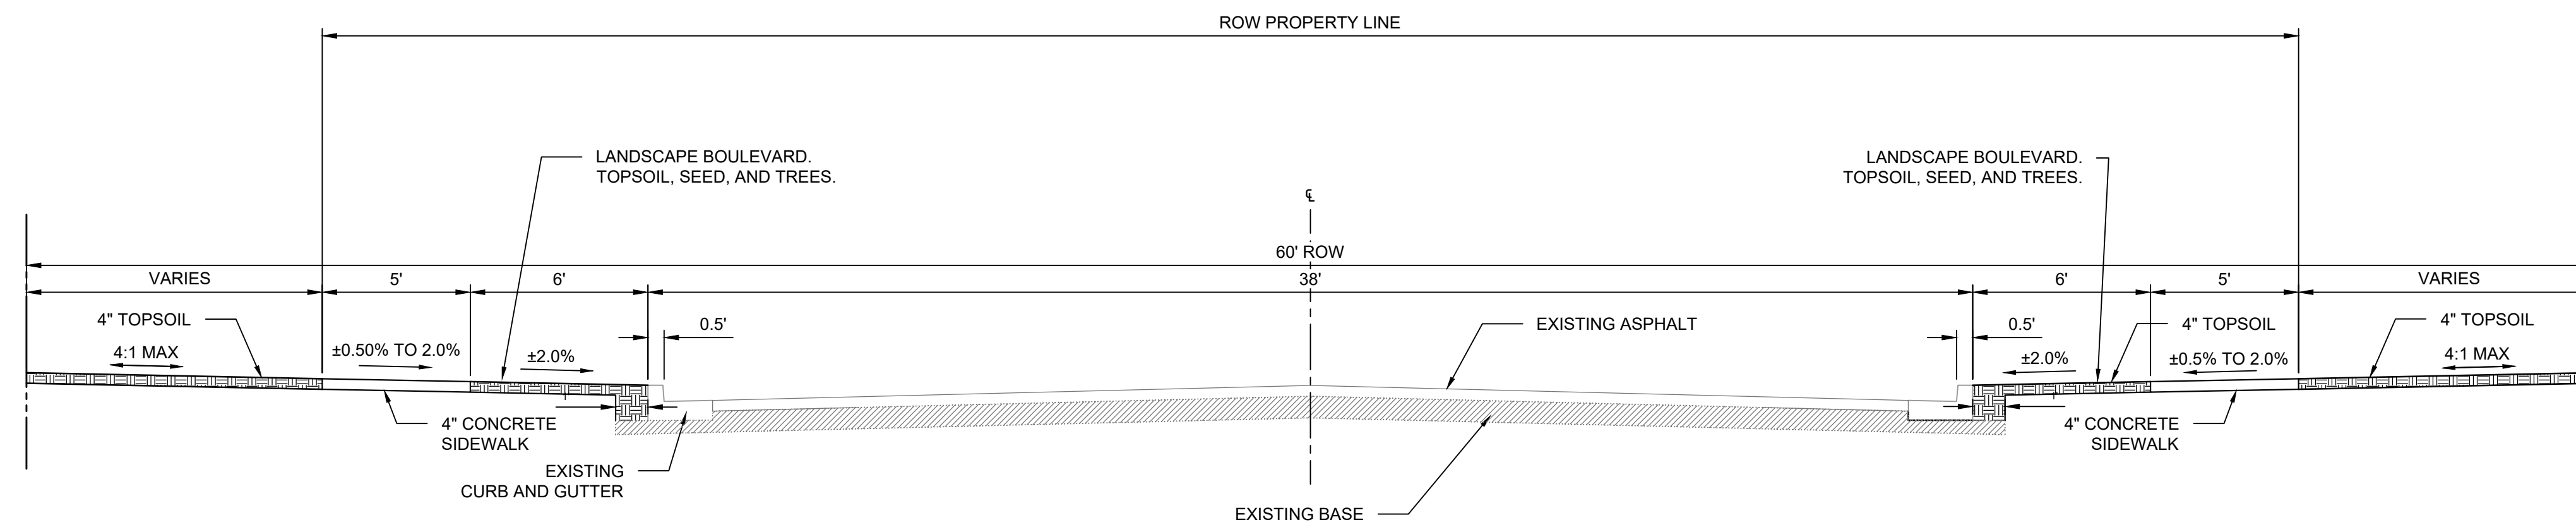 ROW PROPERTY LINE
LANDSCAPE BOULEVARD.
TOPSOIL, SEED, AND TREES.
LANDSCAPE BOULEVARD.
TOPSOIL, SEED, AND TREES.
℄
60' ROW
VARIES
5'
6'
38'
6'
5'
VARIES
4" TOPSOIL
0.5'
EXISTING ASPHALT
0.5'
4" TOPSOIL
4" TOPSOIL
4:1 MAX
±0.50% TO 2.0%
±2.0%
±2.0%
±0.5% TO 2.0%
4:1 MAX
4" CONCRETE
SIDEWALK
4" CONCRETE
SIDEWALK
EXISTING
CURB AND GUTTER
EXISTING BASE